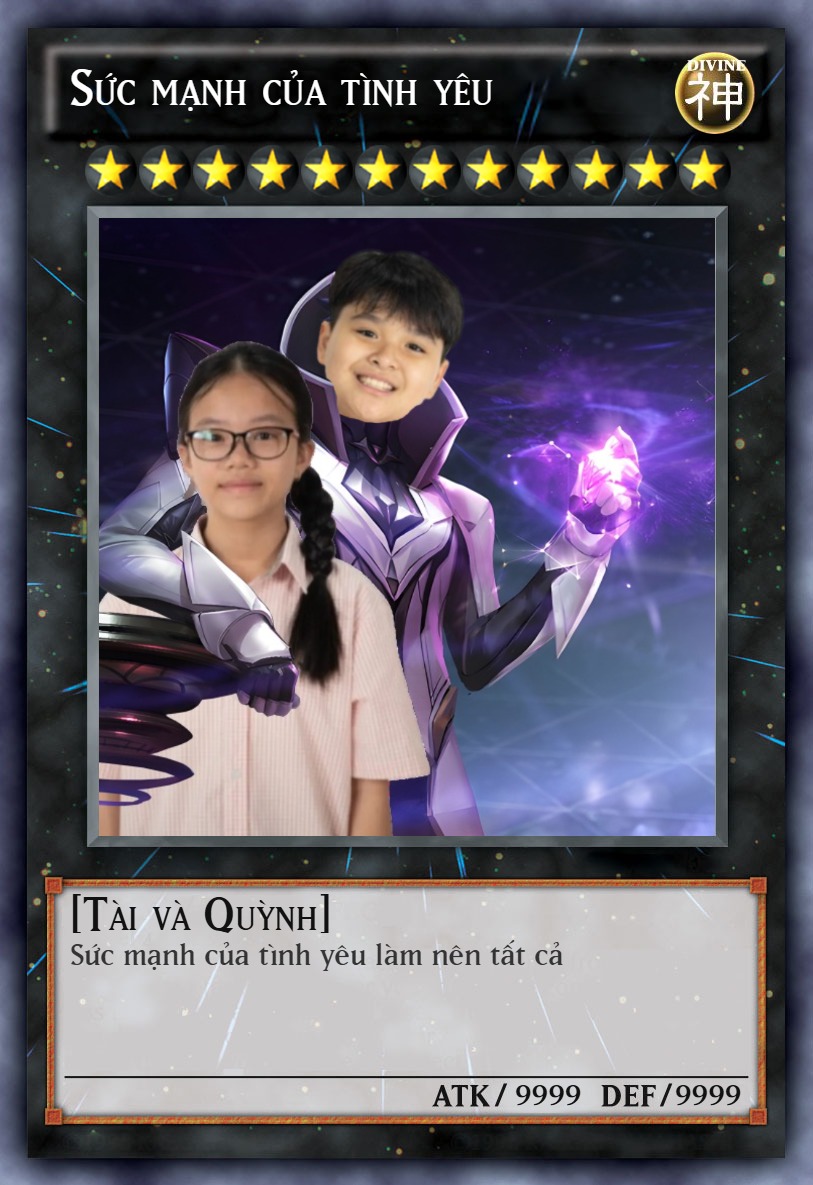 Sức mạnh của tình yêu
DIVINE
神
[Tài và Quỳnh]
Sức mạnh của tình yêu làm nên tất cả
ATK / 9999 DEF/9999